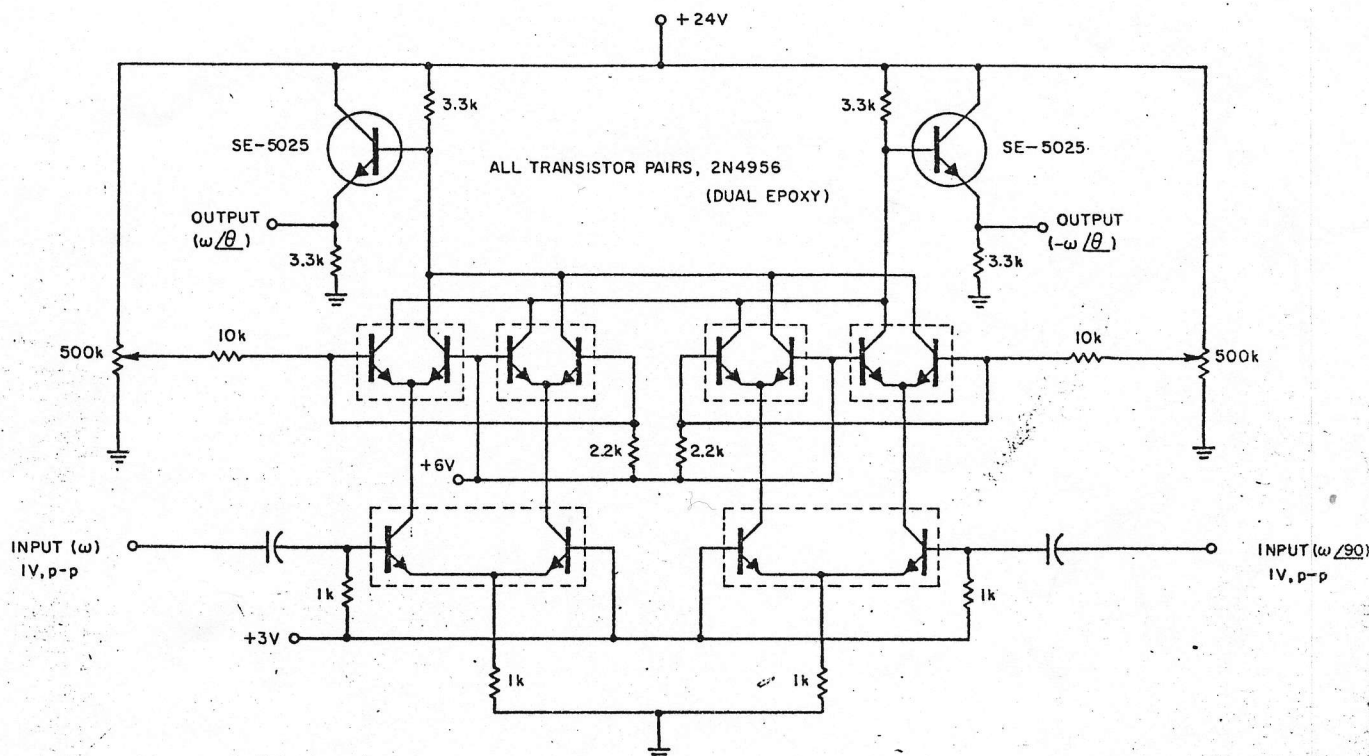 +24V
3.3k
3.3k
SE-5025
SE-5025
ALL TRANSISTOR PAIRS, 2N4956
(DUAL EPOXY)
OUTPUT
(ω/θ)
OUTPUT
(-ω/θ)
3.3k
3.3k
10k
10k
500k
500k
2.2k
2.2k
+6V
INPUT (ω)
1V, p-p
INPUT (ω/90)
1V, p-p
1k
1k
+3V
1k
1k